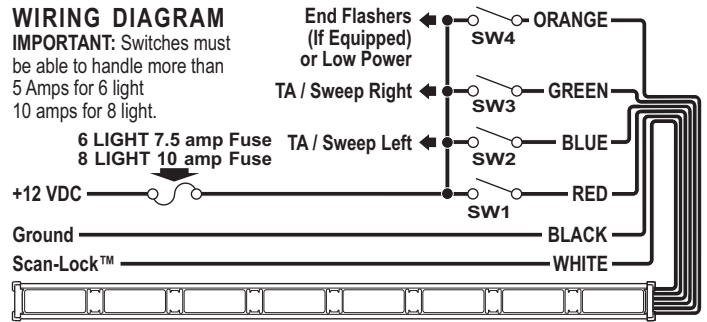 WIRING DIAGRAM
IMPORTANT: Switches must
be able to handle more than
5 Amps for 6 light
10 amps for 8 light.
6 LIGHT 7.5 amp Fuse
8 LIGHT 10 amp Fuse
End Flashers
(If Equipped)
or Low Power
SW4
ORANGE
TA / Sweep Right
SW3
GREEN
TA / Sweep Left
SW2
BLUE
+12 VDC
SW1
RED
Ground
BLACK
Scan-Lock™
WHITE